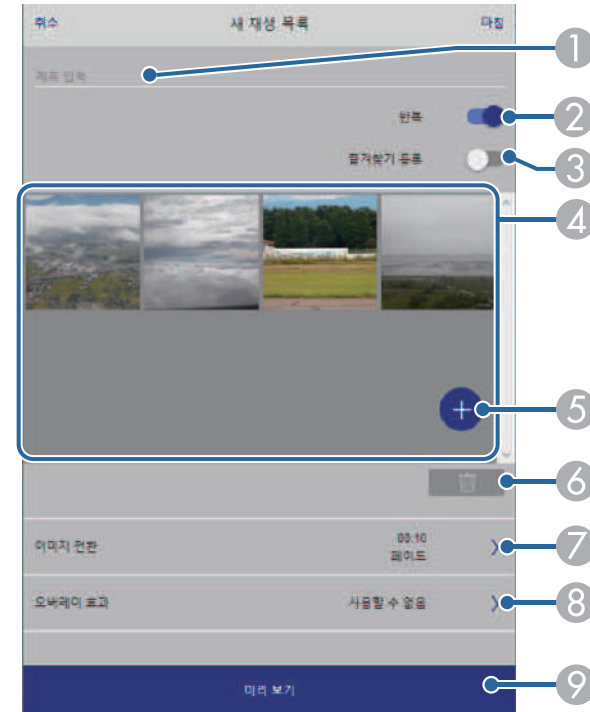 취소 새 재생 목록 마침
제목 입력
1
반복
2
즐겨찾기 등록
3
4
5
6
이미지 전환
00:10
페이드
7
오버레이 효과 사용할 수 없음
8
미리 보기
9